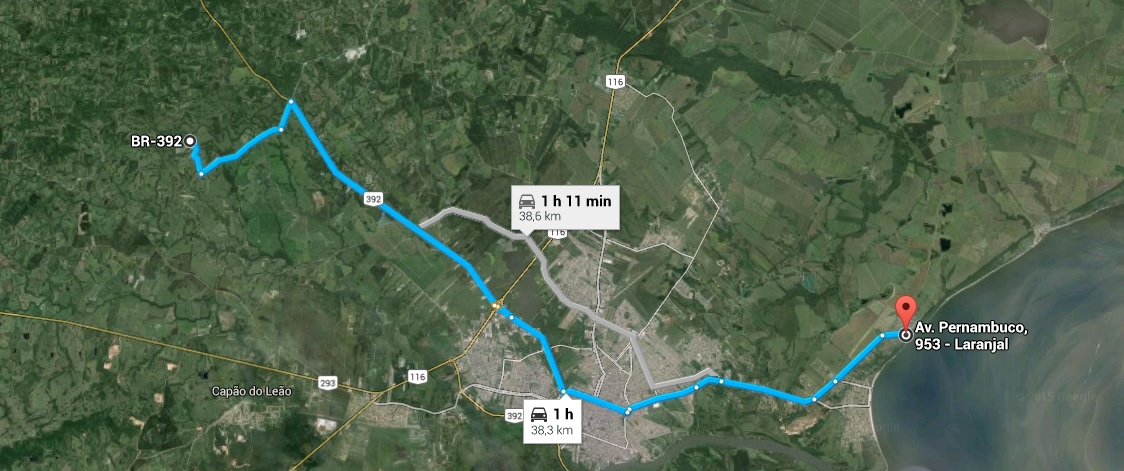 116
BR-392
392
1 h 11 min
38,6 km
116
Av. Pernambuco,
953 - Laranjal
293
116
Capão do Leão
392
1 h
38,3 km